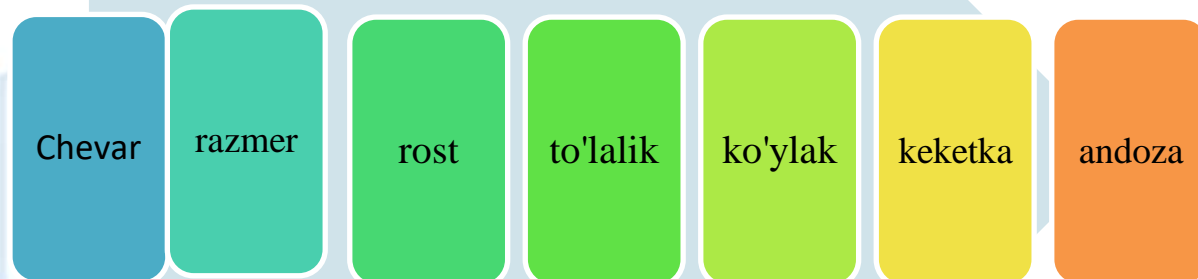 Chevar
razmer
rost
to'lalik
ko'ylak
keketka
andoza